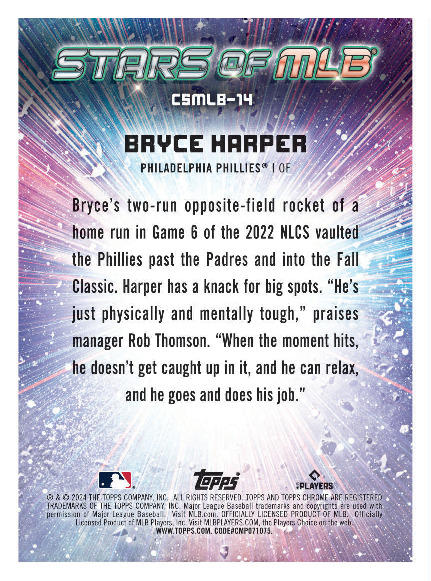 STARS OF MLB®
CSMLB-14
BRYCE HARPER
PHILADELPHIA PHILLIES® | OF
Bryce's two-run opposite-field rocket of a
home run in Game 6 of the 2022 NLCS vaulted
the Phillies past the Padres and into the Fall
Classic. Harper has a knack for big spots. "He's
just physically and mentally tough," praises
manager Rob Thomson. "When the moment hits,
he doesn't get caught up in it, and he can relax,
and he goes and does his job."
Topps
PLAYERS
® & © 2024 THE TOPPS COMPANY, INC. ALL RIGHTS RESERVED. TOPPS AND TOPPS CHROME ARE REGISTERED
TRADEMARKS OF THE TOPPS COMPANY, INC. Major League Baseball trademarks and copyrights are used with
permission of Major League Baseball. Visit MLB.com. OFFICIALLY LICENSED PRODUCT OF MLB. Officially
Licensed Product of MLB Players, Inc. Visit MLBPLAYERS.COM, the Players Choice on the web.
WWW.TOPPS.COM. CODE#CMP071073.